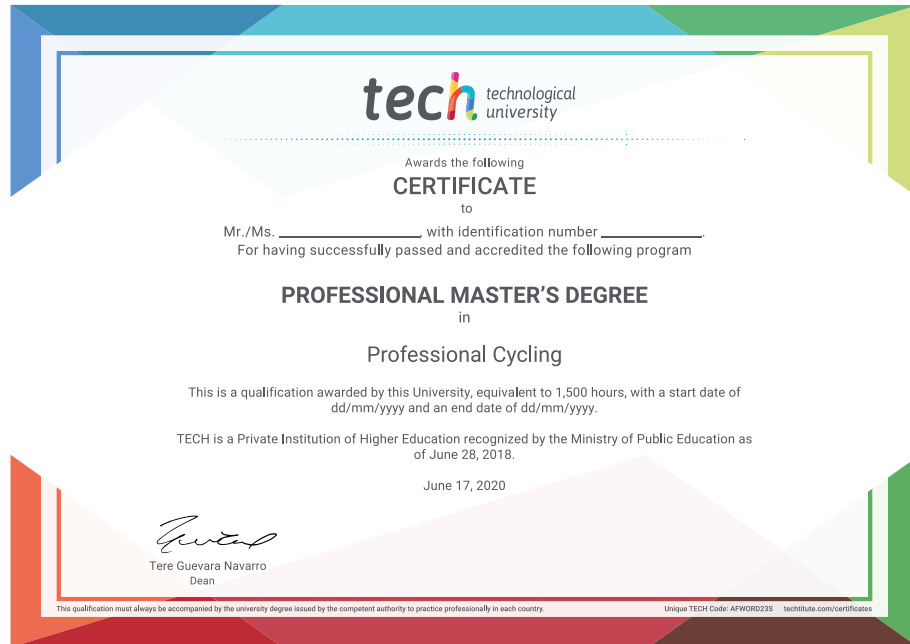 tech technological
university
Awards the following
CERTIFICATE
to
Mr./Ms. ____________________, with identification number ______________.
For having successfully passed and accredited the following program
PROFESSIONAL MASTER'S DEGREE
in
Professional Cycling
This is a qualification awarded by this University, equivalent to 1,500 hours, with a start date of
dd/mm/yyyy and an end date of dd/mm/yyyy.
TECH is a Private Institution of Higher Education recognized by the Ministry of Public Education as
of June 28, 2018.
June 17, 2020
Tere Guevara Navarro
Dean
This qualification must always be accompanied by the university degree issued by the competent authority to practice professionally in each country.
Unique TECH Code: AFWORD23S techtitute.com/certificates